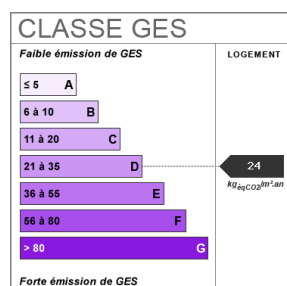 CLASSE GES
Faible émission de GES
LOGEMENT
≤ 5 A
6 à 10 B
11 à 20 C
21 à 35 D
24
kgéqCO2/m².an
36 à 55 E
56 à 80 F
> 80 G
Forte émission de GES